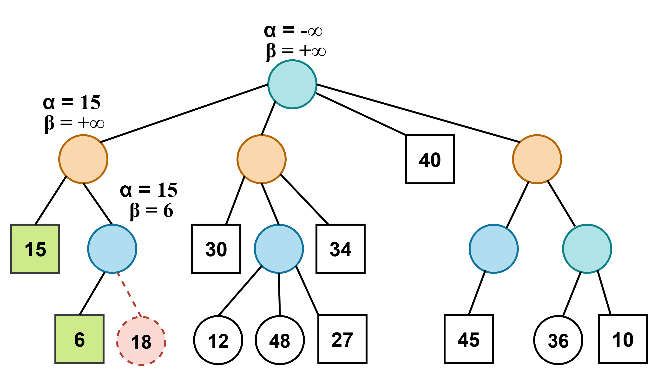 α = -∞
β = +∞
α = 15
β = +∞
40
α = 15
β = 6
15
30
34
6
18
12
48
27
45
36
10